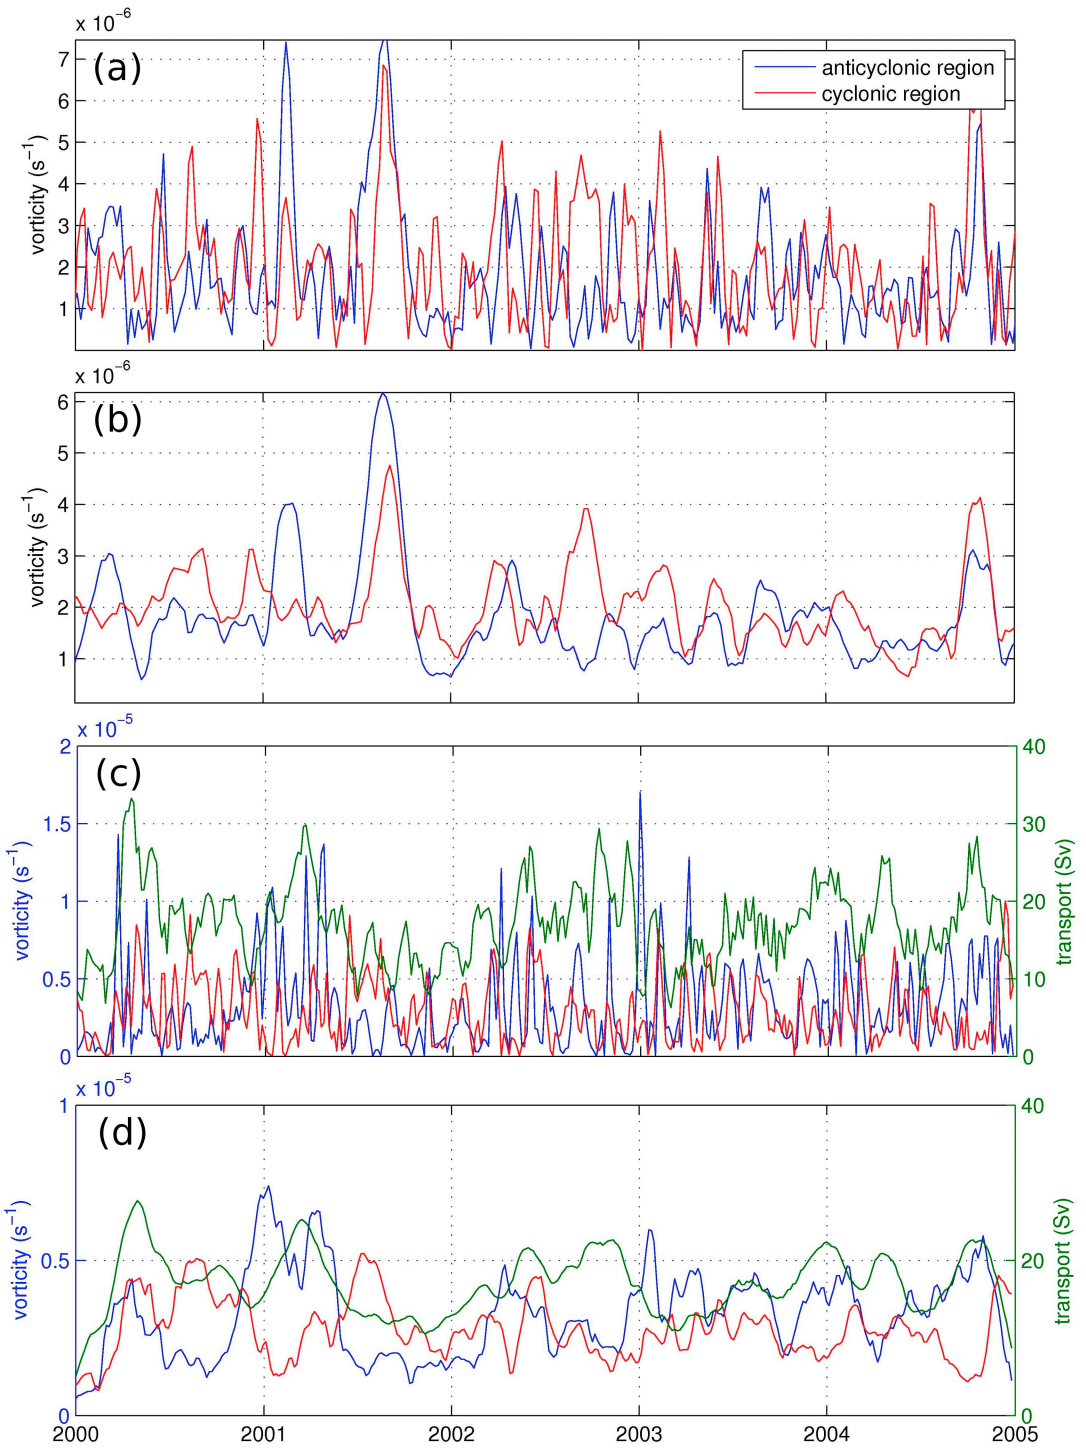 x 10⁻⁶
(a)
7
6
5
4
3
2
1
vorticity (s⁻¹)
anticyclonic region
cyclonic region
x 10⁻⁶
(b)
6
5
4
3
2
1
vorticity (s⁻¹)
x 10⁻⁵
(c)
2
1.5
1
0.5
0
vorticity (s⁻¹)
40
30
20
10
0
transport (Sv)
x 10⁻⁵
(d)
1
0.5
0
vorticity (s⁻¹)
40
20
0
transport (Sv)
2000 2001 2002 2003 2004 2005